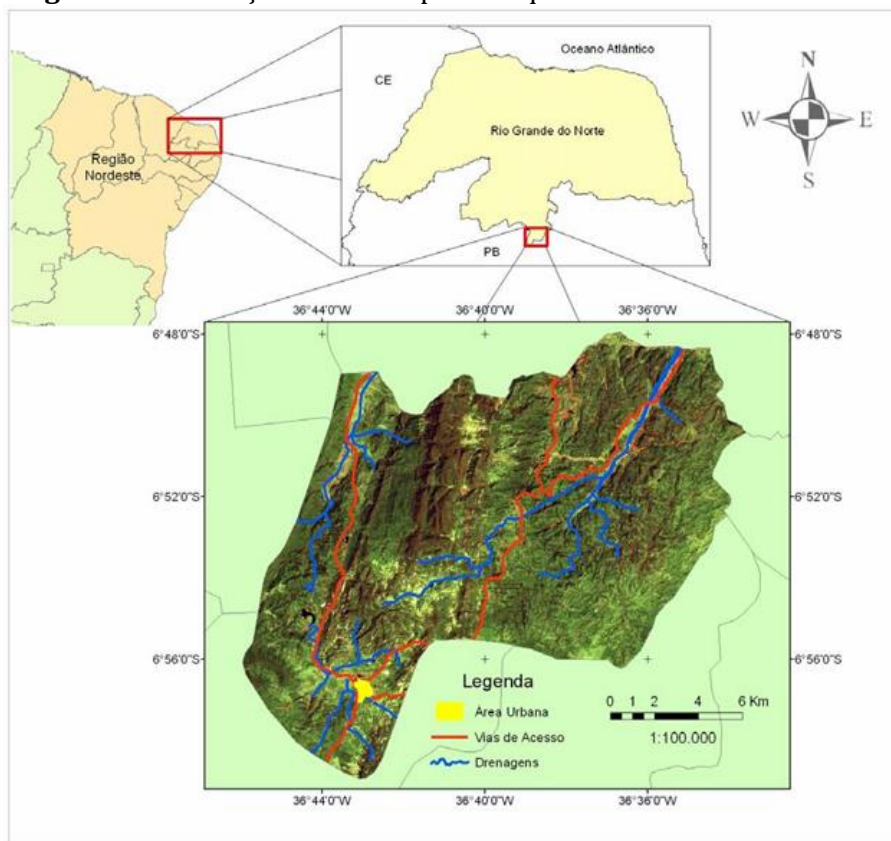 Oceano Atlântico
CE
Rio Grande do Norte
Região
Nordeste
PB
N
W
E
S
36°44'0"W
36°40'0"W
36°36'0"W
6°48'0"S
6°48'0"S
6°52'0"S
6°52'0"S
6°56'0"S
6°56'0"S
Legenda
Área Urbana
Vias de Acesso
Drenagens
0 1 2 4 6 Km
1:100.000
36°44'0"W
36°40'0"W
36°36'0"W